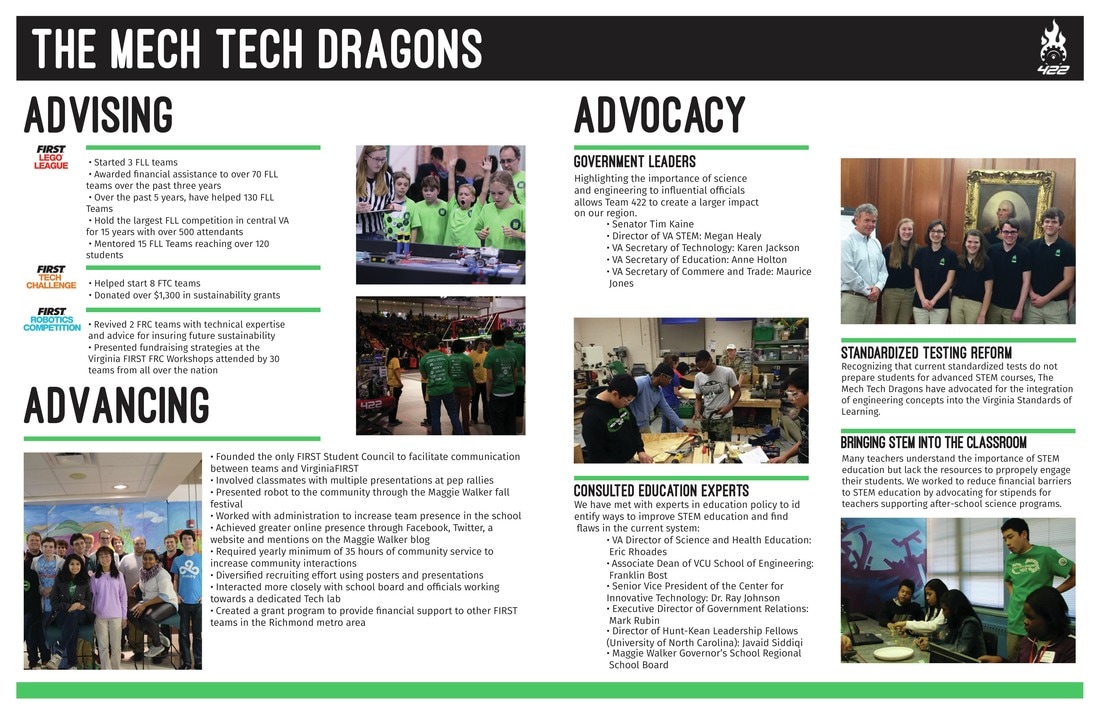 THE MECH TECH DRAGONS
422
ADVISING
FIRST
LEGO
LEAGUE
• Started 3 FLL teams
• Awarded financial assistance to over 70 FLL
teams over the past three years
• Over the past 5 years, have helped 130 FLL
Teams
• Hold the largest FLL competition in central VA
for 15 years with over 500 attendants
• Mentored 15 FLL Teams reaching over 120
students
FIRST
TECH
CHALLENGE
• Helped start 8 FTC teams
• Donated over $1,300 in sustainability grants
FIRST
ROBOTICS
COMPETITION
• Revived 2 FRC teams with technical expertise
and advice for insuring future sustainability
• Presented fundraising strategies at the
Virginia FIRST FRC Workshops attended by 30
teams from all over the nation
422
ADVANCING
• Founded the only FIRST Student Council to facilitate communication
between teams and VirginiaFIRST
• Involved classmates with multiple presentations at pep rallies
• Presented robot to the community through the Maggie Walker fall
festival
• Worked with administration to increase team presence in the school
• Achieved greater online presence through Facebook, Twitter, a
website and mentions on the Maggie Walker blog
• Required yearly minimum of 35 hours of community service to
increase community interactions
• Diversified recruiting effort using posters and presentations
• Interacted more closely with school board and officials working
towards a dedicated Tech lab
• Created a grant program to provide financial support to other FIRST
teams in the Richmond metro area
ADVOCACY
GOVERNMENT LEADERS
Highlighting the importance of science
and engineering to influential officials
allows Team 422 to create a larger impact
on our region.
• Senator Tim Kaine
• Director of VA STEM: Megan Healy
• VA Secretary of Technology: Karen Jackson
• VA Secretary of Education: Anne Holton
• VA Secretary of Commere and Trade: Maurice
Jones
CONSULTED EDUCATION EXPERTS
We have met with experts in education policy to id
entify ways to improve STEM education and find
flaws in the current system:
• VA Director of Science and Health Education:
Eric Rhoades
• Associate Dean of VCU School of Engineering:
Franklin Bost
• Senior Vice President of the Center for
Innovative Technology: Dr. Ray Johnson
• Executive Director of Government Relations:
Mark Rubin
• Director of Hunt-Kean Leadership Fellows
(University of North Carolina): Javaid Siddiqi
• Maggie Walker Governor's School Regional
School Board
STANDARDIZED TESTING REFORM
Recognizing that current standardized tests do not
prepare students for advanced STEM courses, The
Mech Tech Dragons have advocated for the integration
of engineering concepts into the Virginia Standards of
Learning.
BRINGING STEM INTO THE CLASSROOM
Many teachers understand the importance of STEM
education but lack the resources to prpropely engage
their students. We worked to reduce financial barriers
to STEM education by advocating for stipends for
teachers supporting after-school science programs.